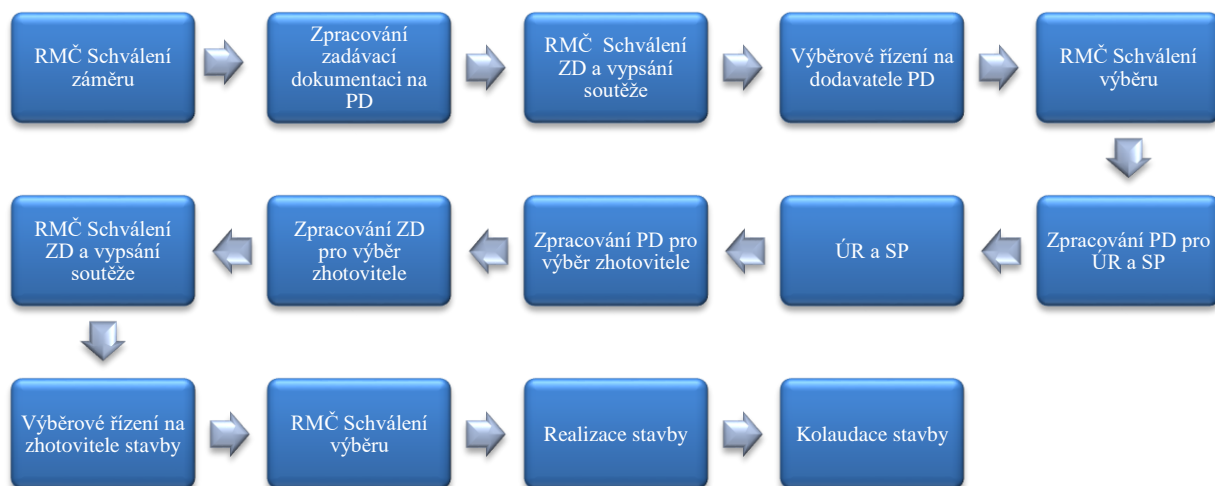 RMČ Schválení
záměru
Zpracování
zadávací
dokumentaci na
PD
RMČ  Schválení
ZD a vypsání
soutěže
Výběrové řízení na
dodavatele PD
RMČ Schválení
výběru
Zpracování PD pro
ÚR a SP
ÚR a SP
Zpracování PD pro
výběr zhotovitele
Zpracování ZD
pro výběr
zhotovitele
RMČ Schválení
ZD a vypsání
soutěže
Výběrové řízení na
zhotovitele stavby
RMČ Schválení
výběru
Realizace stavby
Kolaudace stavby